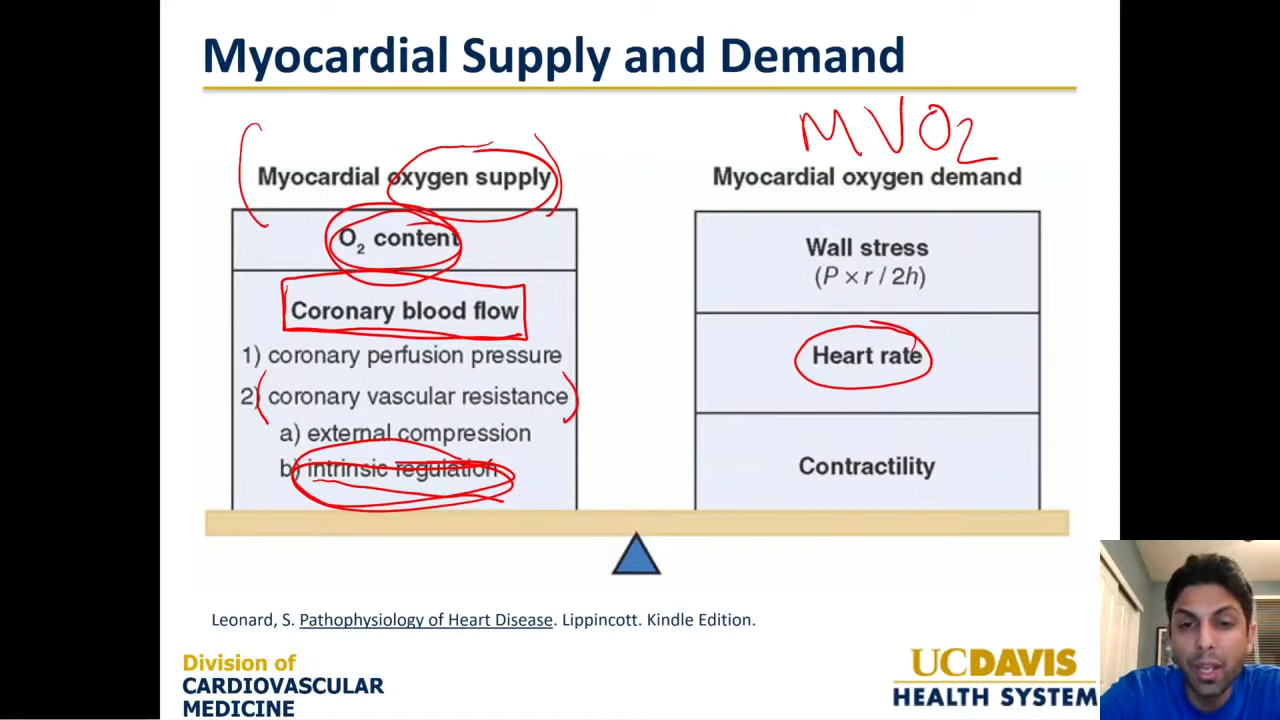 Myocardial Supply and Demand
MVO2
Myocardial oxygen supply
O₂ content
Coronary blood flow
1) coronary perfusion pressure
2) coronary vascular resistance
a) external compression
b) intrinsic regulation
Myocardial oxygen demand
Wall stress
(P × r / 2h)
Heart rate
Contractility
Leonard, S. Pathophysiology of Heart Disease. Lippincott. Kindle Edition.
Division of
CARDIOVASCULAR
MEDICINE
UCDAVIS
HEALTH SYSTEM